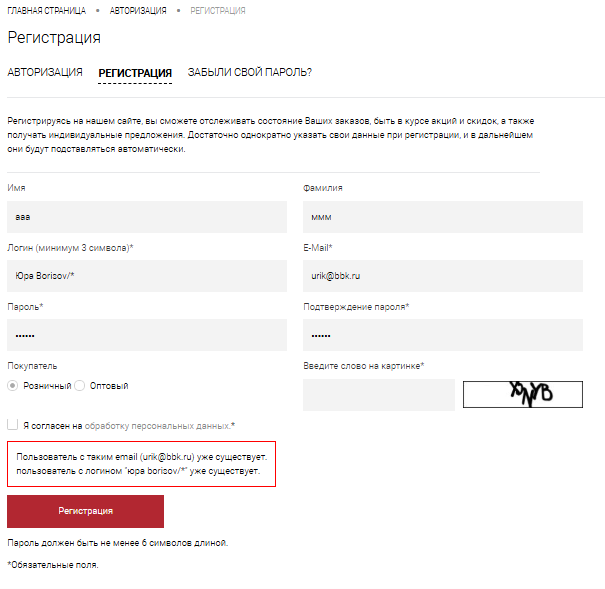 ГЛАВНАЯ СТРАНИЦА • АВТОРИЗАЦИЯ • РЕГИСТРАЦИЯ
Регистрация
АВТОРИЗАЦИЯ РЕГИСТРАЦИЯ ЗАБЫЛИ СВОЙ ПАРОЛЬ?
Регистрируясь на нашем сайте, вы сможете отслеживать состояние Ваших заказов, быть в курсе акций и скидок, а также
получать индивидуальные предложения. Достаточно однократно указать свои данные при регистрации, и в дальнейшем
они будут подставляться автоматически.
Имя Фамилия
ааа ммм
Логин (минимум 3 символа)* E-Mail*
Юра Borisov/* urik@bbk.ru
Пароль* Подтверждение пароля*
•••••• ••••••
Покупатель Введите слово на картинке*
Розничный Оптовый
Я согласен на обработку персональных данных.*
Пользователь с таким email (urik@bbk.ru) уже существует.
пользователь с логином "юра borisov/*" уже существует.
Регистрация
Пароль должен быть не менее 6 символов длиной.
*Обязательные поля.